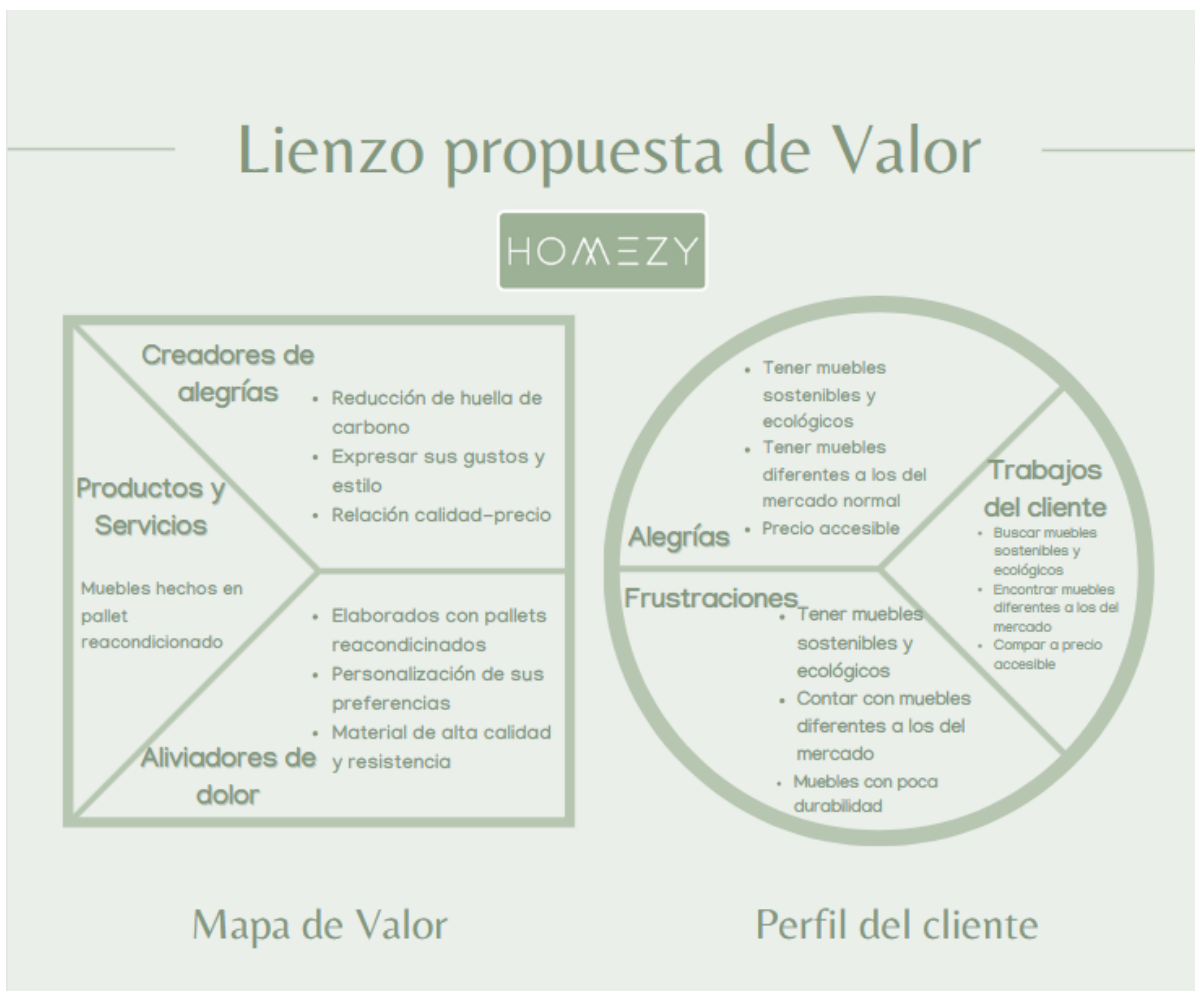 Lienzo propuesta de Valor
HOMEZY
Creadores de
alegrías
• Reducción de huella de
carbono
• Expresar sus gustos y
estilo
• Relación calidad-precio
Productos y
Servicios
Muebles hechos en
pallet
reacondicionado
• Elaborados con pallets
reacondicinados
• Personalización de sus
preferencias
• Material de alta calidad
y resistencia
Aliviadores de
dolor
Mapa de Valor
• Tener muebles
sostenibles y
ecológicos
• Tener muebles
diferentes a los del
mercado normal
• Precio accesible
Alegrías
Trabajos
del cliente
• Buscar muebles
sostenibles y
ecológicos
• Encontrar muebles
diferentes a los del
mercado
• Compar a precio
accesible
Frustraciones
• Tener muebles
sostenibles y
ecológicos
• Contar con muebles
diferentes a los del
mercado
• Muebles con poca
durabilidad
Perfil del cliente